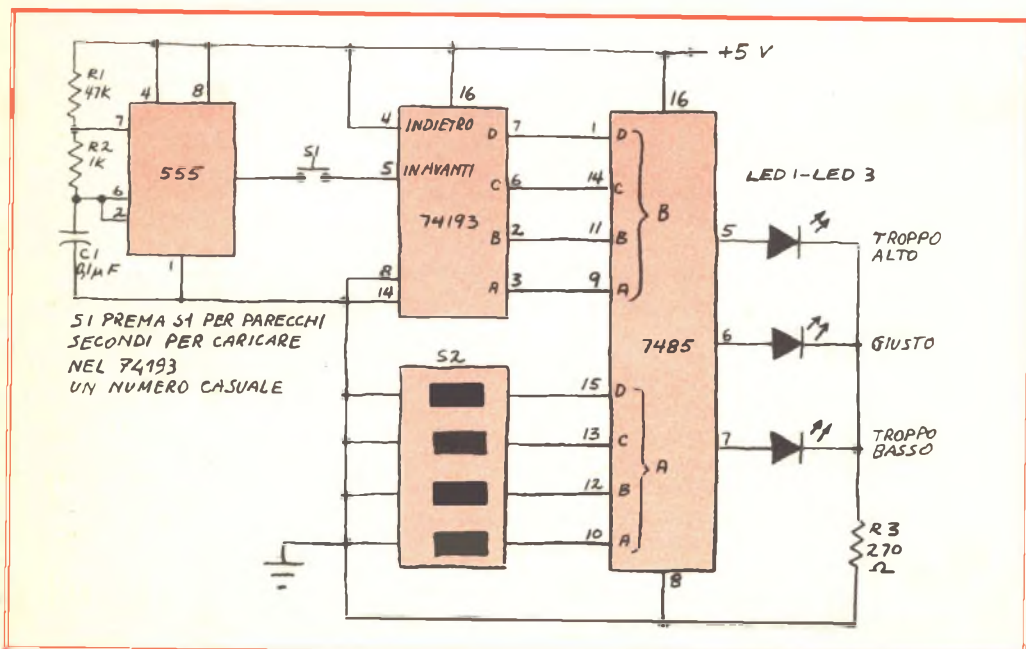 +5 V
R1
47K
4
8
7
R2
1K
6
2
555
C1
0,1µF
1
S1
16
4
INDIETRO
5
INAVANTI
74193
8
14
D
7
C
6
B
2
A
3
16
1
D
14
C
11
B
9
A
B
7485
15
D
13
C
12
B
10
A
A
8
S2
LED 1-LED 3
5
TROPPO
ALTO
6
GIUSTO
7
TROPPO
BASSO
R3
270
Ω
SI PREMA S1 PER PARECCHI
SECONDI PER CARICARE
NEL 74193
UN NUMERO CASUALE